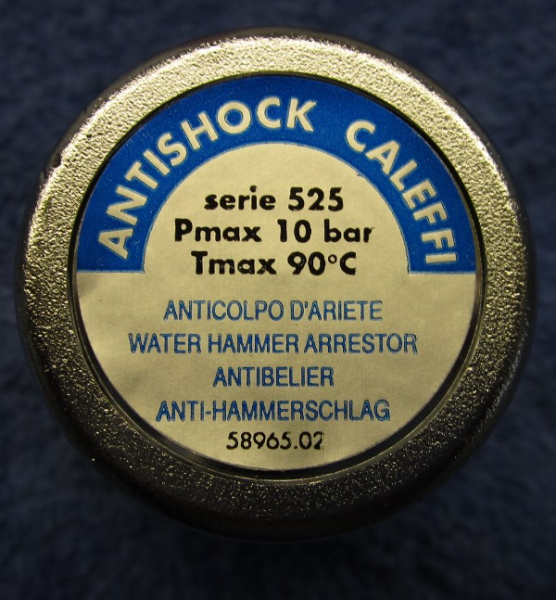 ANTISHOCK CALEFFI
serie 525
Pmax 10 bar
Tmax 90°C
ANTICOLPO D'ARIETE
WATER HAMMER ARRESTOR
ANTIBELIER
ANTI-HAMMERSCHLAG
58965.02